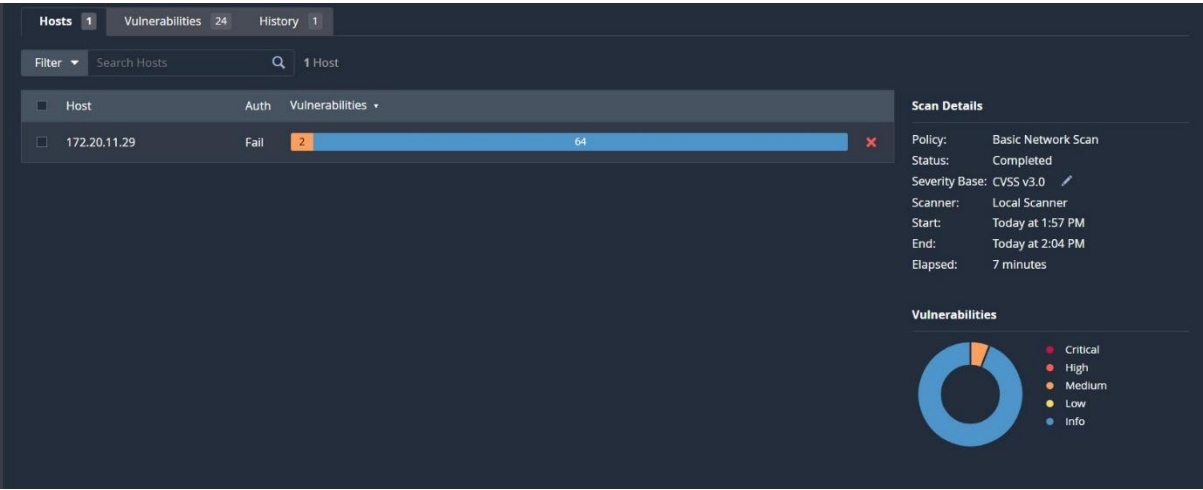 Hosts 1 Vulnerabilities 24 History 1
Filter Search Hosts 1 Host
Host Auth Vulnerabilities
172.20.11.29 Fail 2 64
Scan Details
Policy: Basic Network Scan
Status: Completed
Severity Base: CVSS v3.0
Scanner: Local Scanner
Start: Today at 1:57 PM
End: Today at 2:04 PM
Elapsed: 7 minutes
Vulnerabilities
Critical
High
Medium
Low
Info